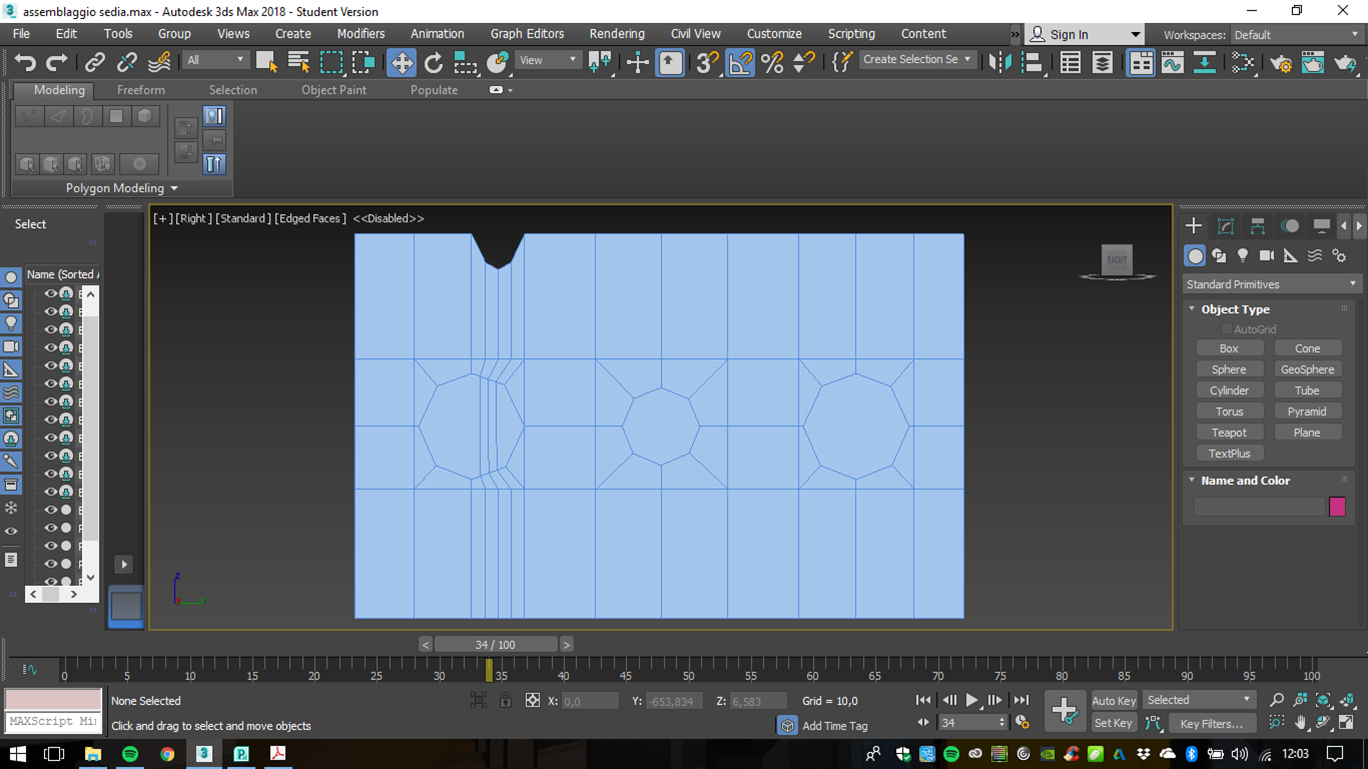 assemblaggio sedia.max - Autodesk 3ds Max 2018 - Student Version
File Edit Tools Group Views Create Modifiers Animation Graph Editors Rendering Civil View Customize Scripting Content » Sign In Workspaces: Default
All View Create Selection Se
Modeling Freeform Selection Object Paint Populate
Polygon Modeling
Select
Name (Sorted A
[+] [Right] [Standard] [Edged Faces] <<Disabled>>
RIGHT
z
y
Standard Primitives
Object Type
AutoGrid
Box Cone
Sphere GeoSphere
Cylinder Tube
Torus Pyramid
Teapot Plane
TextPlus
Name and Color
< 34 / 100 >
0 5 10 15 20 25 30 35 40 45 50 55 60 65 70 75 80 85 90 95 100
None Selected X: 0,0 Y: -653,834 Z: 6,583 Grid = 10,0 Auto Key Selected
MAXScript Mi
Click and drag to select and move objects Add Time Tag 34 Set Key Key Filters...
12:03